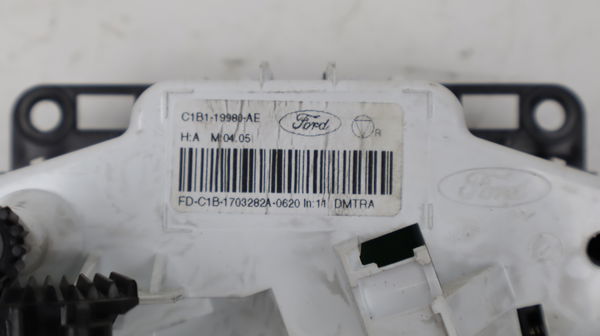 C1B1-19980-AE Ford
H:A M:04.05 R
FD-C1B-1703282A-0620 In:11 DMTRA
Ford